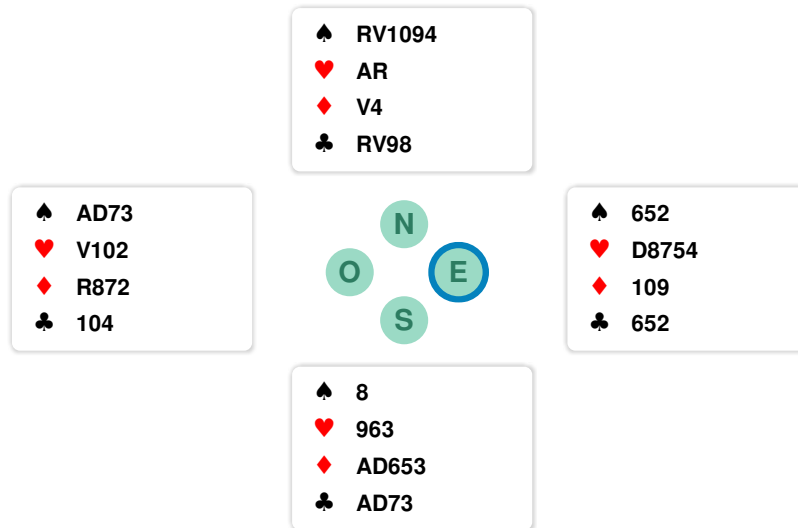 ♠ RV1094
♥ AR
♦ V4
♣ RV98
♠ AD73
♥ V102
♦ R872
♣ 104
N
O E
S
♠ 652
♥ D8754
♦ 109
♣ 652
♠ 8
♥ 963
♦ AD653
♣ AD73